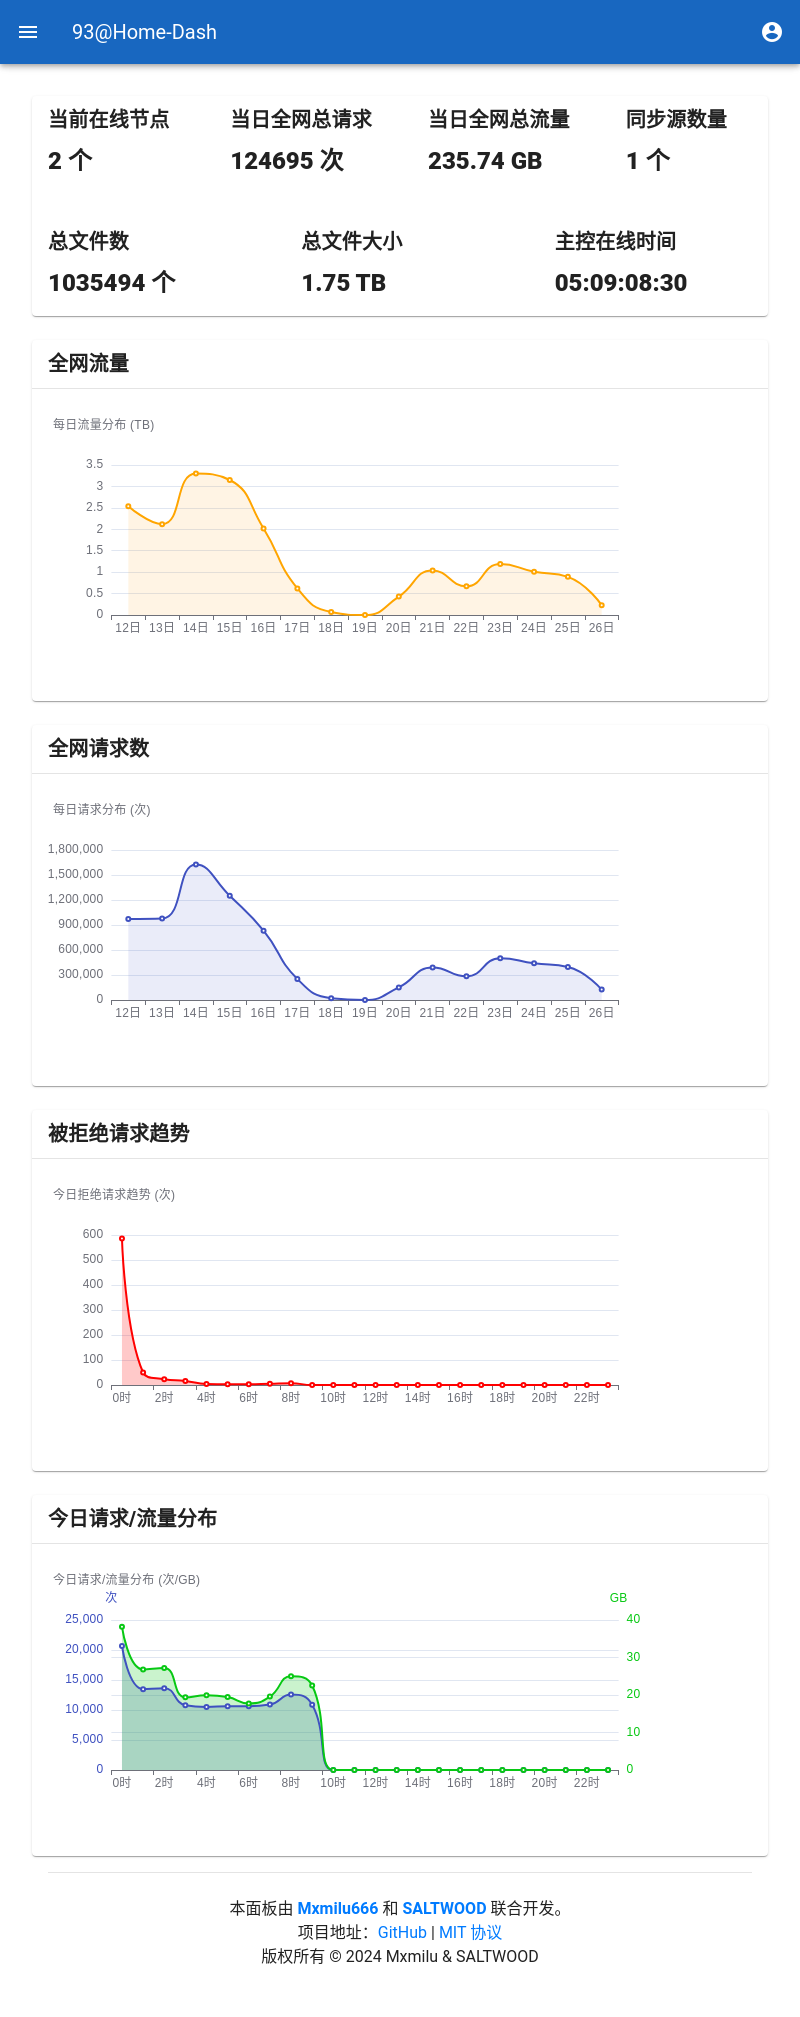 93@Home-Dash
当前在线节点 当日全网总请求 当日全网总流量 同步源数量
2 个 124695 次 235.74 GB 1 个
总文件数 总文件大小 主控在线时间
1035494 个 1.75 TB 05:09:08:30
全网流量
每日流量分布 (TB)
3.5
3
2.5
2
1.5
1
0.5
0
12日 13日 14日 15日 16日 17日 18日 19日 20日 21日 22日 23日 24日 25日 26日
全网请求数
每日请求分布 (次)
1,800,000
1,500,000
1,200,000
900,000
600,000
300,000
0
12日 13日 14日 15日 16日 17日 18日 19日 20日 21日 22日 23日 24日 25日 26日
被拒绝请求趋势
今日拒绝请求趋势 (次)
600
500
400
300
200
100
0
0时 2时 4时 6时 8时 10时 12时 14时 16时 18时 20时 22时
今日请求/流量分布
今日请求/流量分布 (次/GB)
次 GB
25,000 40
20,000 30
15,000 20
10,000 10
5,000
0 0
0时 2时 4时 6时 8时 10时 12时 14时 16时 18时 20时 22时
本面板由 Mxmilu666 和 SALTWOOD 联合开发。
项目地址：GitHub | MIT 协议
版权所有 © 2024 Mxmilu & SALTWOOD